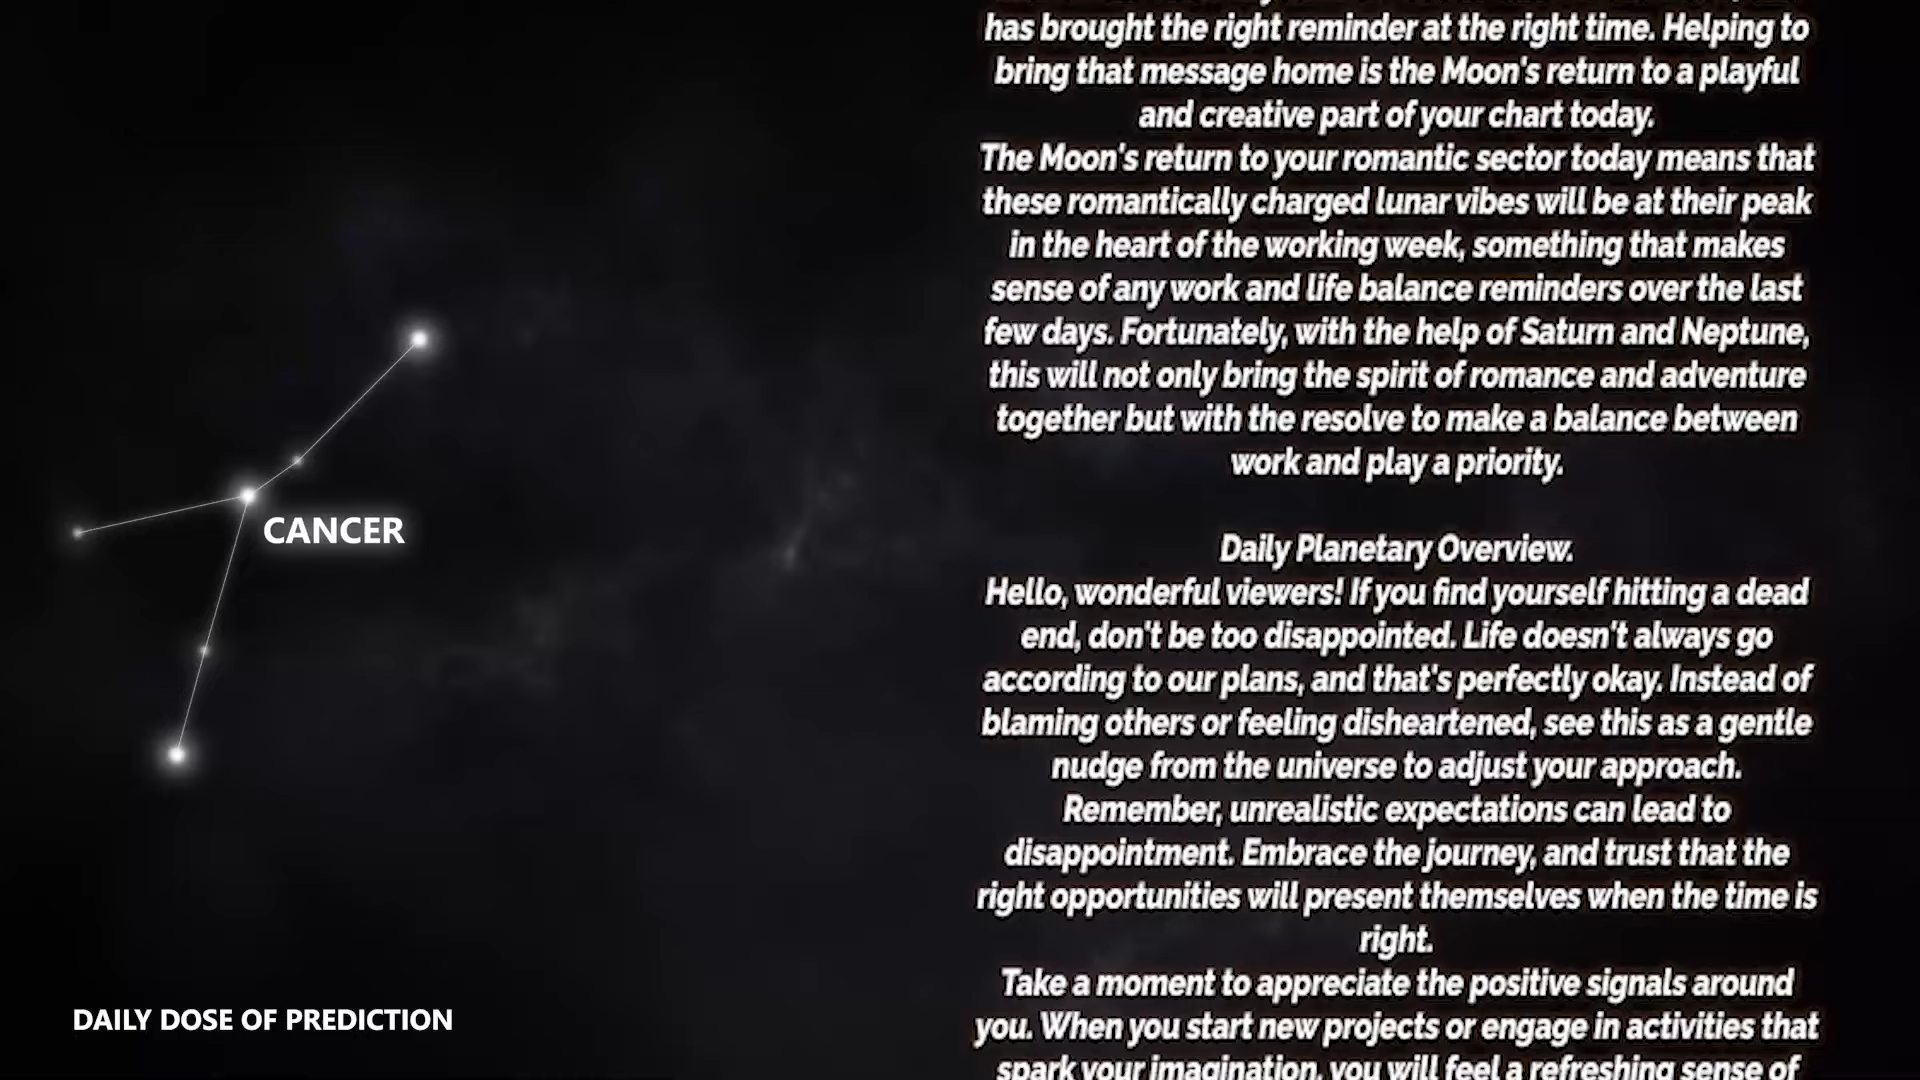 has brought the right reminder at the right time. Helping to
bring that message home is the Moon's return to a playful
and creative part of your chart today.
The Moon's return to your romantic sector today means that
these romantically charged lunar vibes will be at their peak
in the heart of the working week, something that makes
sense of any work and life balance reminders over the last
few days. Fortunately, with the help of Saturn and Neptune,
this will not only bring the spirit of romance and adventure
together but with the resolve to make a balance between
work and play a priority.
Daily Planetary Overview.
Hello, wonderful viewers! If you find yourself hitting a dead
end, don't be too disappointed. Life doesn't always go
according to our plans, and that's perfectly okay. Instead of
blaming others or feeling disheartened, see this as a gentle
nudge from the universe to adjust your approach.
Remember, unrealistic expectations can lead to
disappointment. Embrace the journey, and trust that the
right opportunities will present themselves when the time is
right.
Take a moment to appreciate the positive signals around
you. When you start new projects or engage in activities that
spark your imagination, you will feel a refreshing sense of
CANCER
DAILY DOSE OF PREDICTION